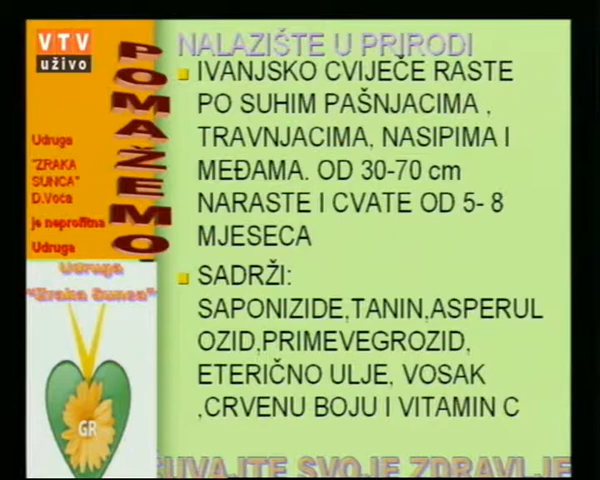 VTV
uživo
POMAŽEMO
Udruga
"ZRAKA
SUNCA"
D.Voća
je neprofitna
Udruga
Udruga
"Zraka Sunca"
GR
NALAZIŠTE U PRIRODI
IVANJSKO CVIJEČE RASTE
PO SUHIM PAŠNJACIMA ,
TRAVNJACIMA, NASIPIMA I
MEĐAMA. OD 30-70 cm
NARASTE I CVATE OD 5- 8
MJESECA
SADRŽI:
SAPONIZIDE,TANIN,ASPERUL
OZID,PRIMEVEGROZID,
ETERIČNO ULJE, VOSAK
,CRVENU BOJU I VITAMIN C
ČUVAJTE SVOJE ZDRAVLJE